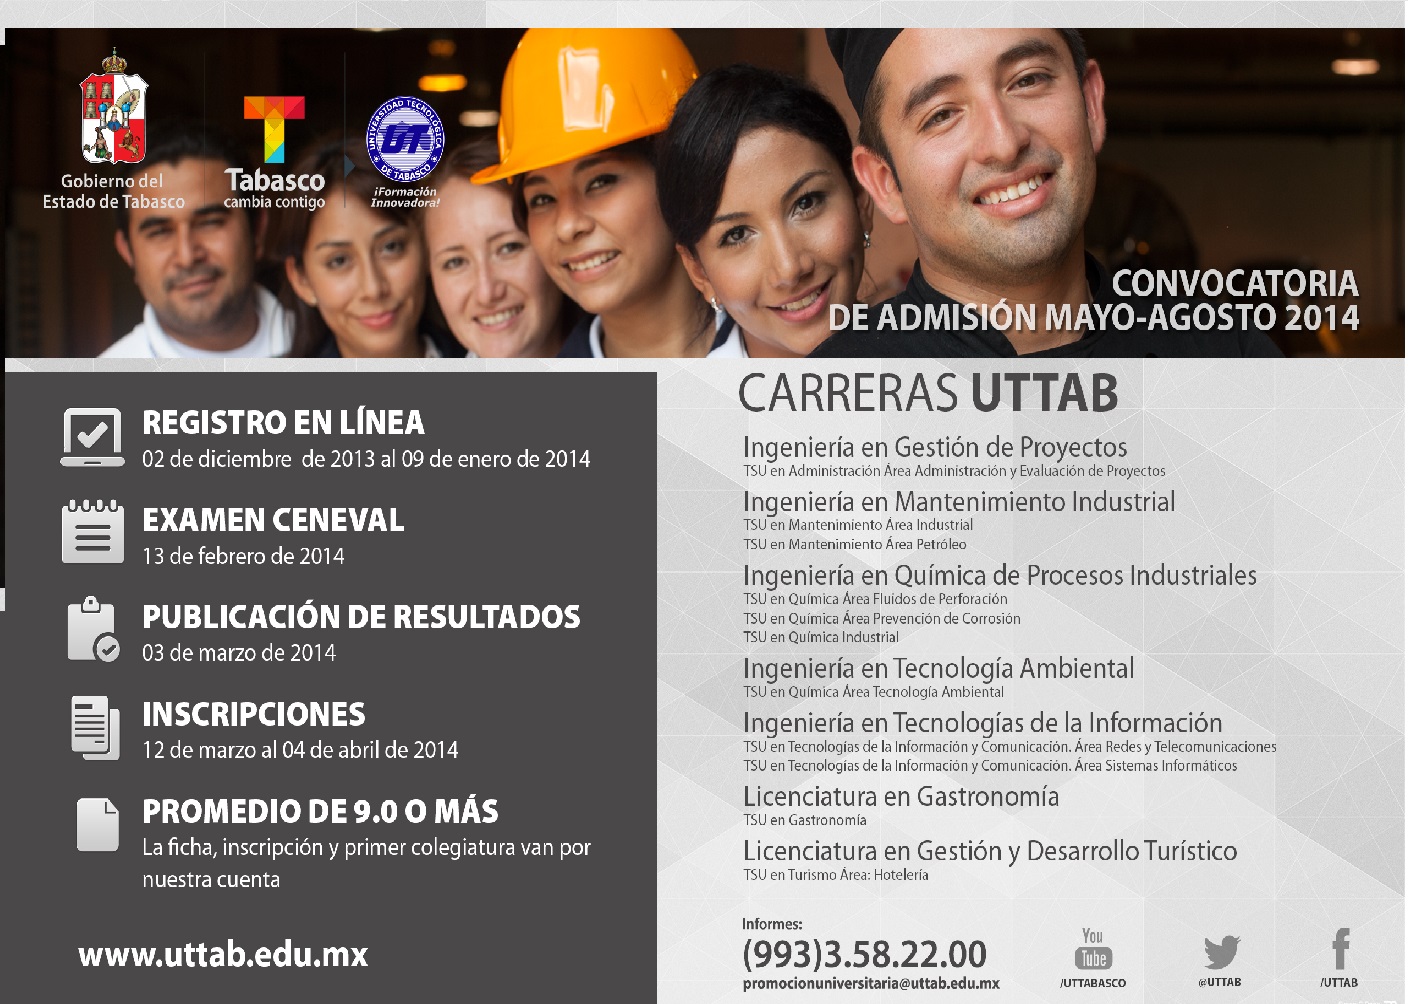 Gobierno del
Estado de Tabasco
Tabasco
cambia contigo
UNIVERSIDAD TECNOLÓGICA
UT
DE TABASCO
¡Formación
Innovadora!
CONVOCATORIA
DE ADMISIÓN MAYO-AGOSTO 2014
REGISTRO EN LÍNEA
02 de diciembre de 2013 al 09 de enero de 2014
EXAMEN CENEVAL
13 de febrero de 2014
PUBLICACIÓN DE RESULTADOS
03 de marzo de 2014
INSCRIPCIONES
12 de marzo al 04 de abril de 2014
PROMEDIO DE 9.0 O MÁS
La ficha, inscripción y primer colegiatura van por
nuestra cuenta
www.uttab.edu.mx
CARRERAS UTTAB
Ingeniería en Gestión de Proyectos
TSU en Administración Área Administración y Evaluación de Proyectos
Ingeniería en Mantenimiento Industrial
TSU en Mantenimiento Área Industrial
TSU en Mantenimiento Área Petróleo
Ingeniería en Química de Procesos Industriales
TSU en Química Área Fluidos de Perforación
TSU en Química Área Prevención de Corrosión
TSU en Química Industrial
Ingeniería en Tecnología Ambiental
TSU en Química Área Tecnología Ambiental
Ingeniería en Tecnologías de la Información
TSU en Tecnologías de la Información y Comunicación. Área Redes y Telecomunicaciones
TSU en Tecnologías de la Información y Comunicación. Área Sistemas Informáticos
Licenciatura en Gastronomía
TSU en Gastronomía
Licenciatura en Gestión y Desarrollo Turístico
TSU en Turismo Área: Hotelería
Informes:
(993)3.58.22.00
promocionuniversitaria@uttab.edu.mx
You
Tube
/UTTABASCO
@UTTAB
f
/UTTAB